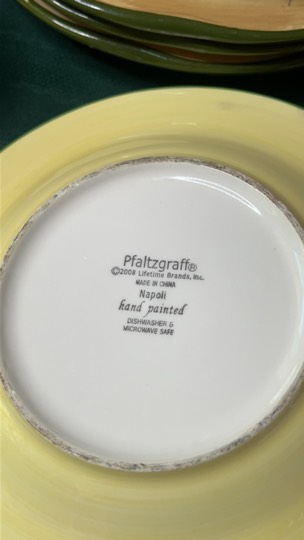 Pfaltzgraff®
©2008 Lifetime Brands, Inc.
MADE IN CHINA
Napoli
hand painted
DISHWASHER &
MICROWAVE SAFE